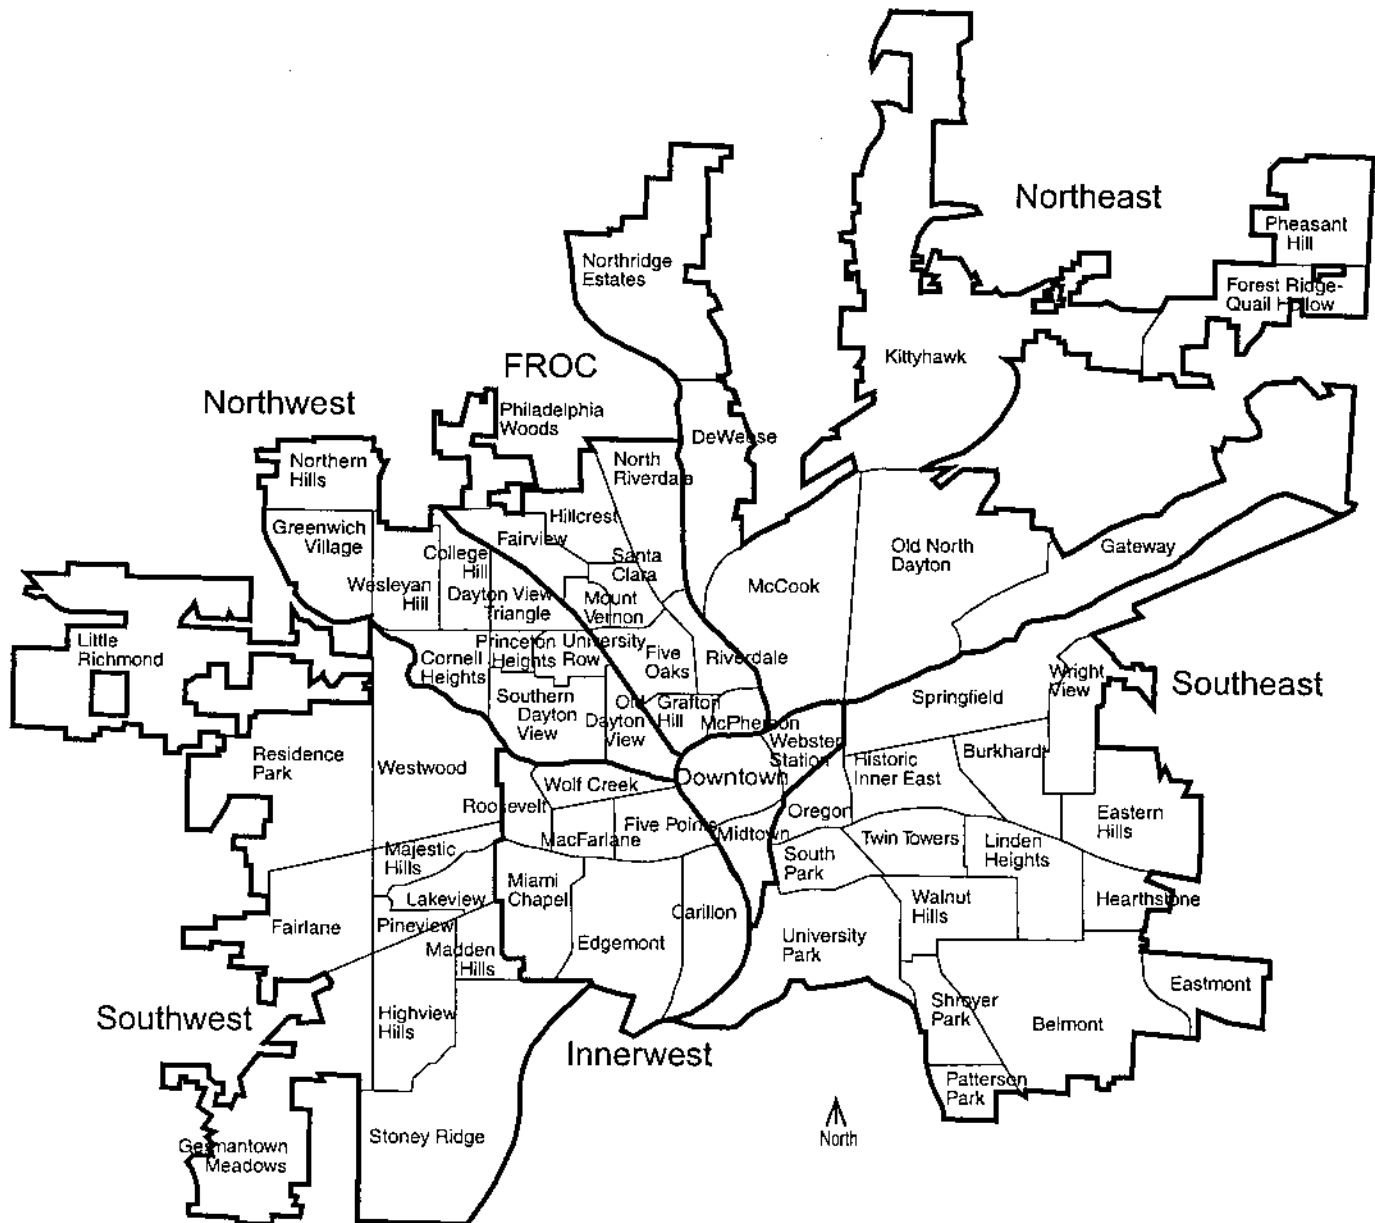 Northeast
Pheasant
Hill
Northridge
Estates
Forest Ridge-
Quail Hollow
Kittyhawk
FROC
Northwest
Philadelphia
Woods
DeWeese
Northern
Hills
North
Riverdale
Hillcrest
Greenwich
Village
Fairview
College
Hill
Santa
Clara
Old North
Dayton
Gateway
McCook
Wesleyan
Hill
Dayton View
Triangle
Mount
Vernon
Little
Richmond
Princeton
Heights
University
Row
Five
Oaks
Riverdale
Cornell
Heights
Wright
View
Southeast
Springfield
Southern
Dayton
View
Old
Dayton
View
Grafton
Hill
McPherson
Webster
Station
Residence
Park
Westwood
Historic
Inner East
Burkhardt
Downtown
Wolf Creek
Roosevelt
Oregon
Eastern
Hills
Five Points
Midtown
MacFarlane
Twin Towers
Linden
Heights
Majestic
Hills
South
Park
Miami
Chapel
Lakeview
Walnut
Hills
Hearthstone
Carillon
Fairlane
Pineview
University
Park
Edgemont
Madden
Hills
Eastmont
Southwest
Highview
Hills
Shroyer
Park
Belmont
Innerwest
Patterson
Park
North
Stoney Ridge
Germantown
Meadows